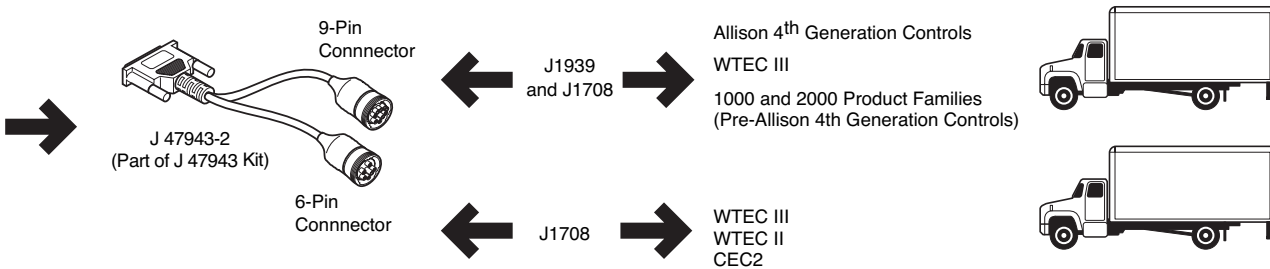 9-Pin
Connnector
J 47943-2
(Part of J 47943 Kit)
6-Pin
Connnector
J1939
and J1708
Allison 4th Generation Controls
WTEC III
1000 and 2000 Product Families
(Pre-Allison 4th Generation Controls)
J1708
WTEC III
WTEC II
CEC2